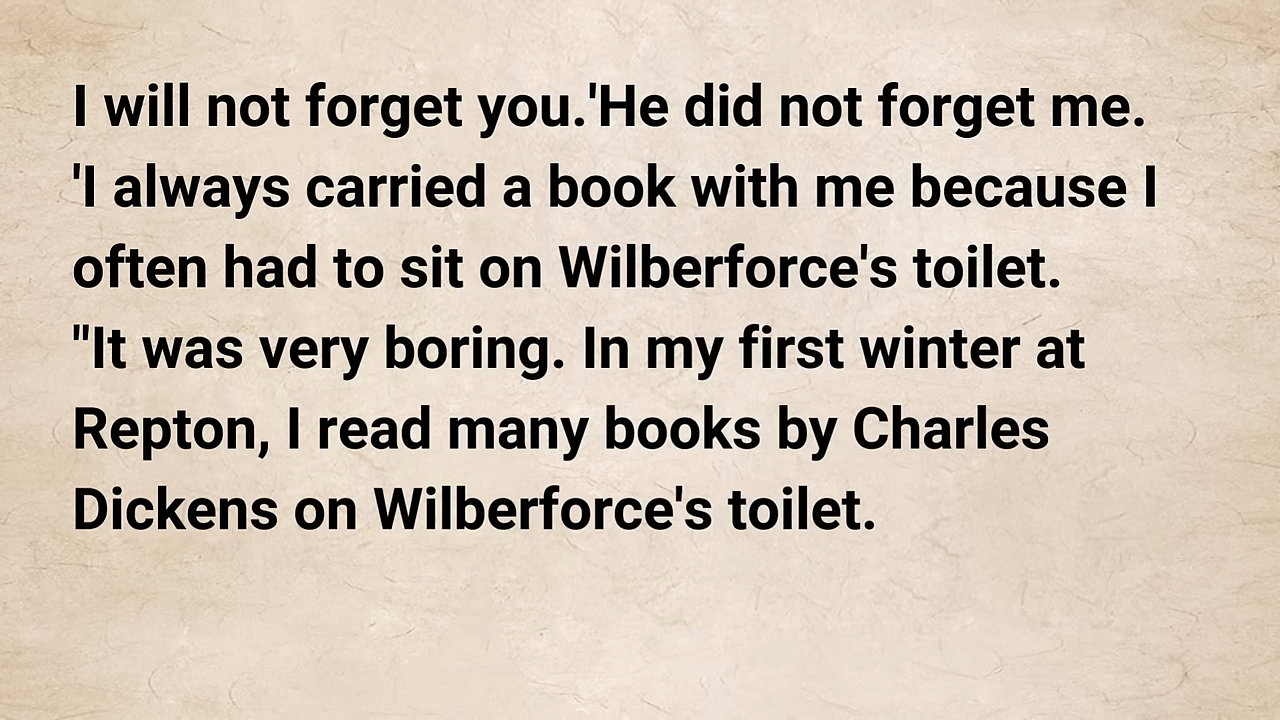 I will not forget you.'He did not forget me.
'I always carried a book with me because I
often had to sit on Wilberforce's toilet.
"It was very boring. In my first winter at
Repton, I read many books by Charles
Dickens on Wilberforce's toilet.